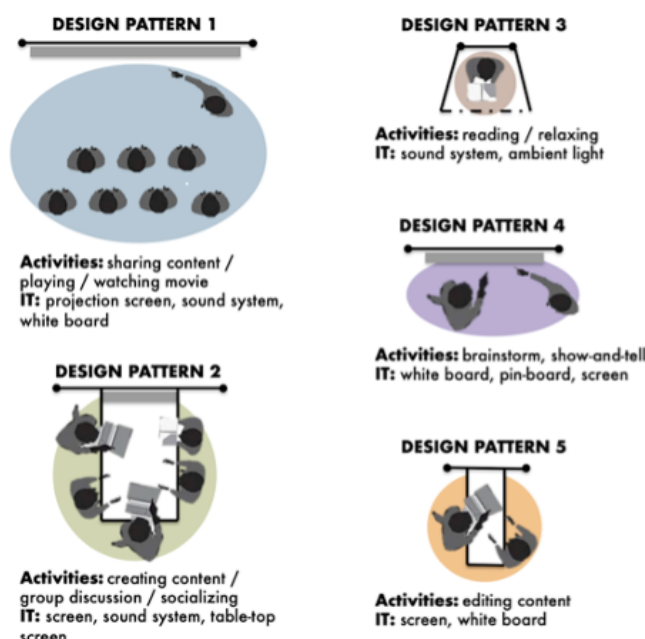 DESIGN PATTERN 1
Activities: sharing content /
playing / watching movie
IT: projection screen, sound system,
white board
DESIGN PATTERN 2
Activities: creating content /
group discussion / socializing
IT: screen, sound system, table-top
screen
DESIGN PATTERN 3
Activities: reading / relaxing
IT: sound system, ambient light
DESIGN PATTERN 4
Activities: brainstorm, show-and-tell
IT: white board, pin-board, screen
DESIGN PATTERN 5
Activities: editing content
IT: screen, white board